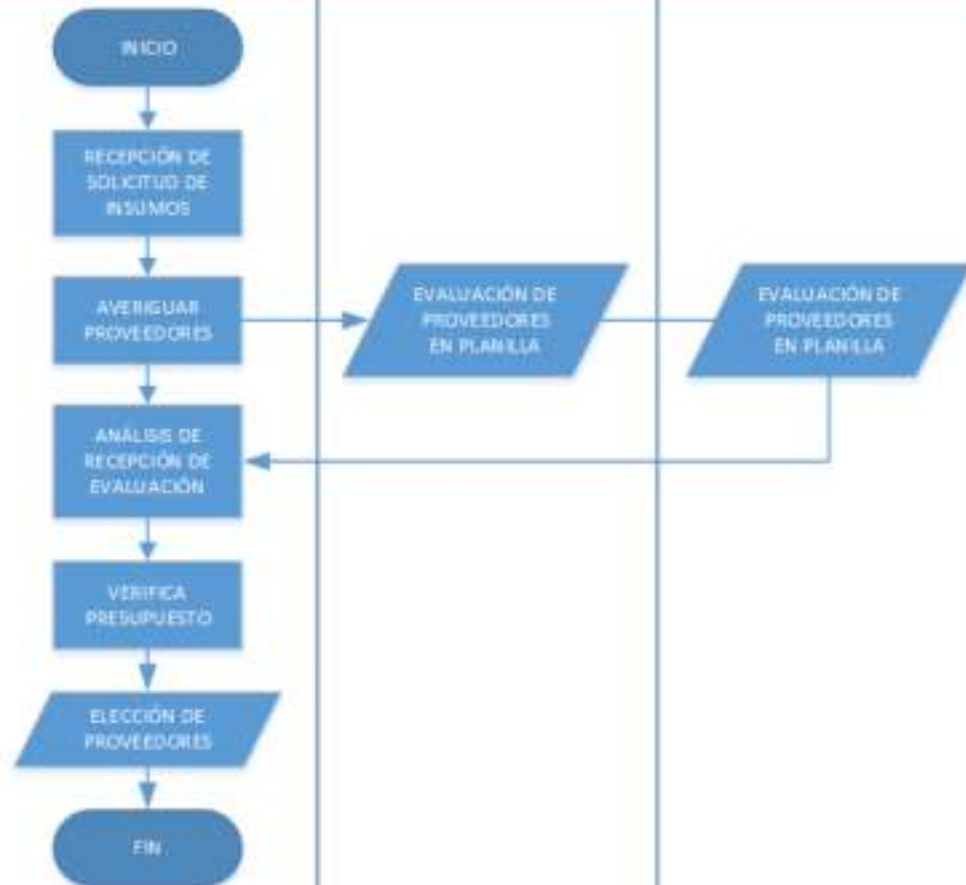 INICIO
RECEPCIÓN DE
SOLICITUD DE
INSUMOS
AVERIGUAR
PROVEEDORES
EVALUACIÓN DE
PROVEEDORES
EN PLANILLA
EVALUACIÓN DE
PROVEEDORES
EN PLANILLA
ANÁLISIS DE
RECEPCIÓN DE
EVALUACIÓN
VERIFICA
PRESUPUESTO
ELECCIÓN DE
PROVEEDORES
FIN